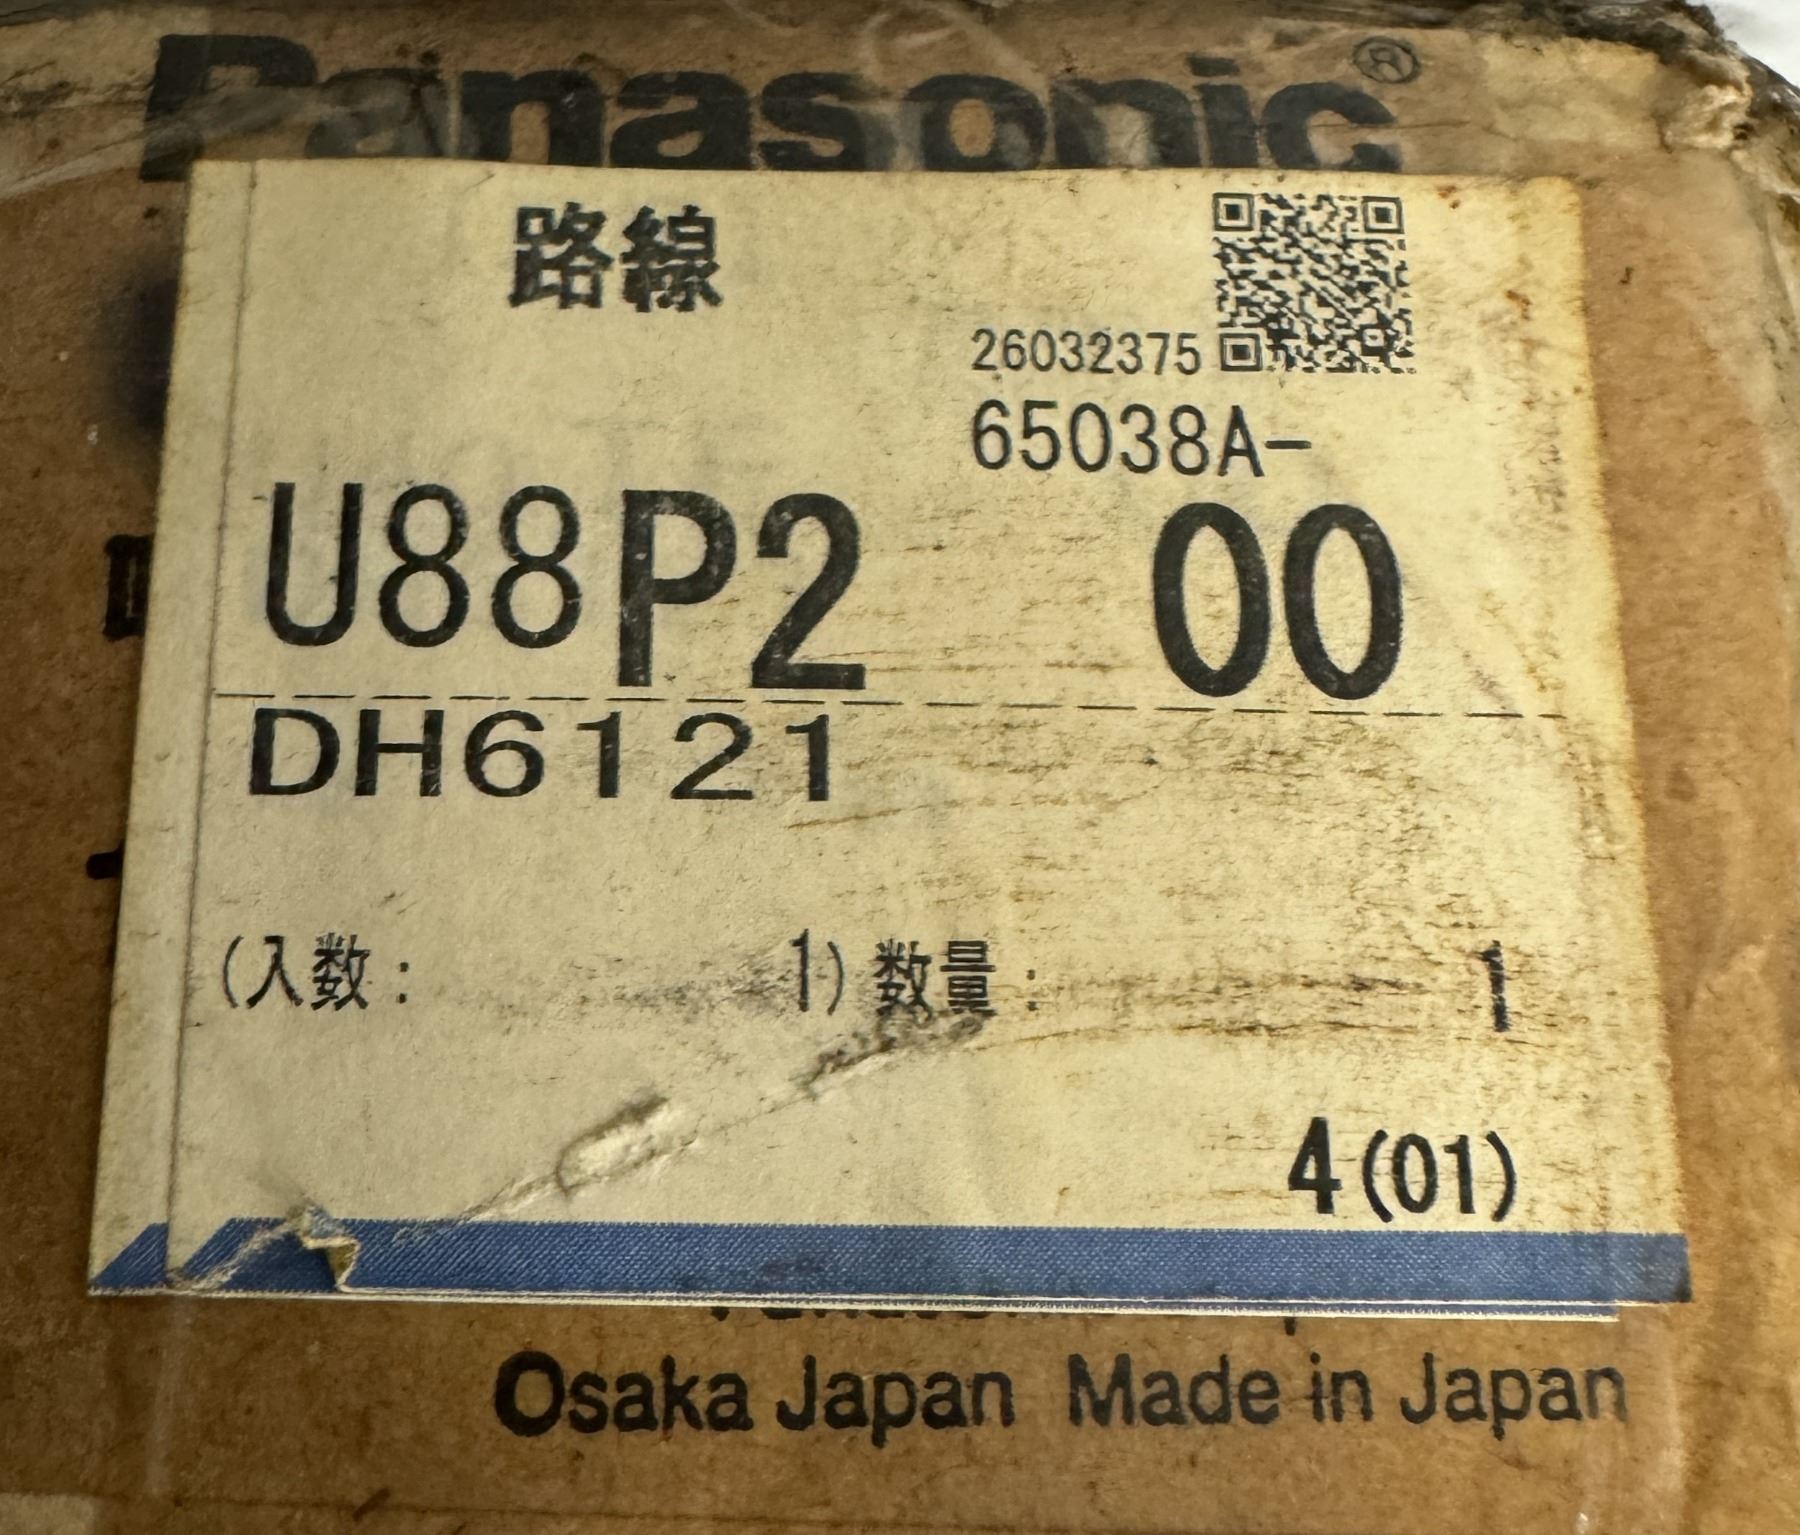 Panasonic®
路線
26032375
65038A-
U88P2 00
DH6121
(入数: 1) 数量: 1
4(01)
Osaka Japan Made in Japan